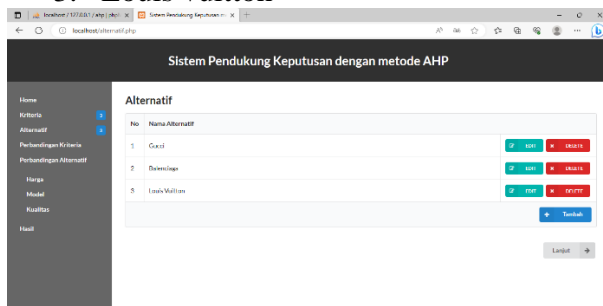 3. Louis Vuitton
localhost / 127.0.0.1 / ahp | php
Sistem Pendukung Keputusan
localhost/alternatif.php
Sistem Pendukung Keputusan dengan metode AHP
Home
Kriteria 3
Alternatif 3
Perbandingan Kriteria
Perbandingan Alternatif
Harga
Model
Kualitas
Hasil
Alternatif
No Nama Alternatif
1 Gucci EDIT DELETE
2 Balenciaga EDIT DELETE
3 Louis Vuitton EDIT DELETE
Tambah
Lanjut